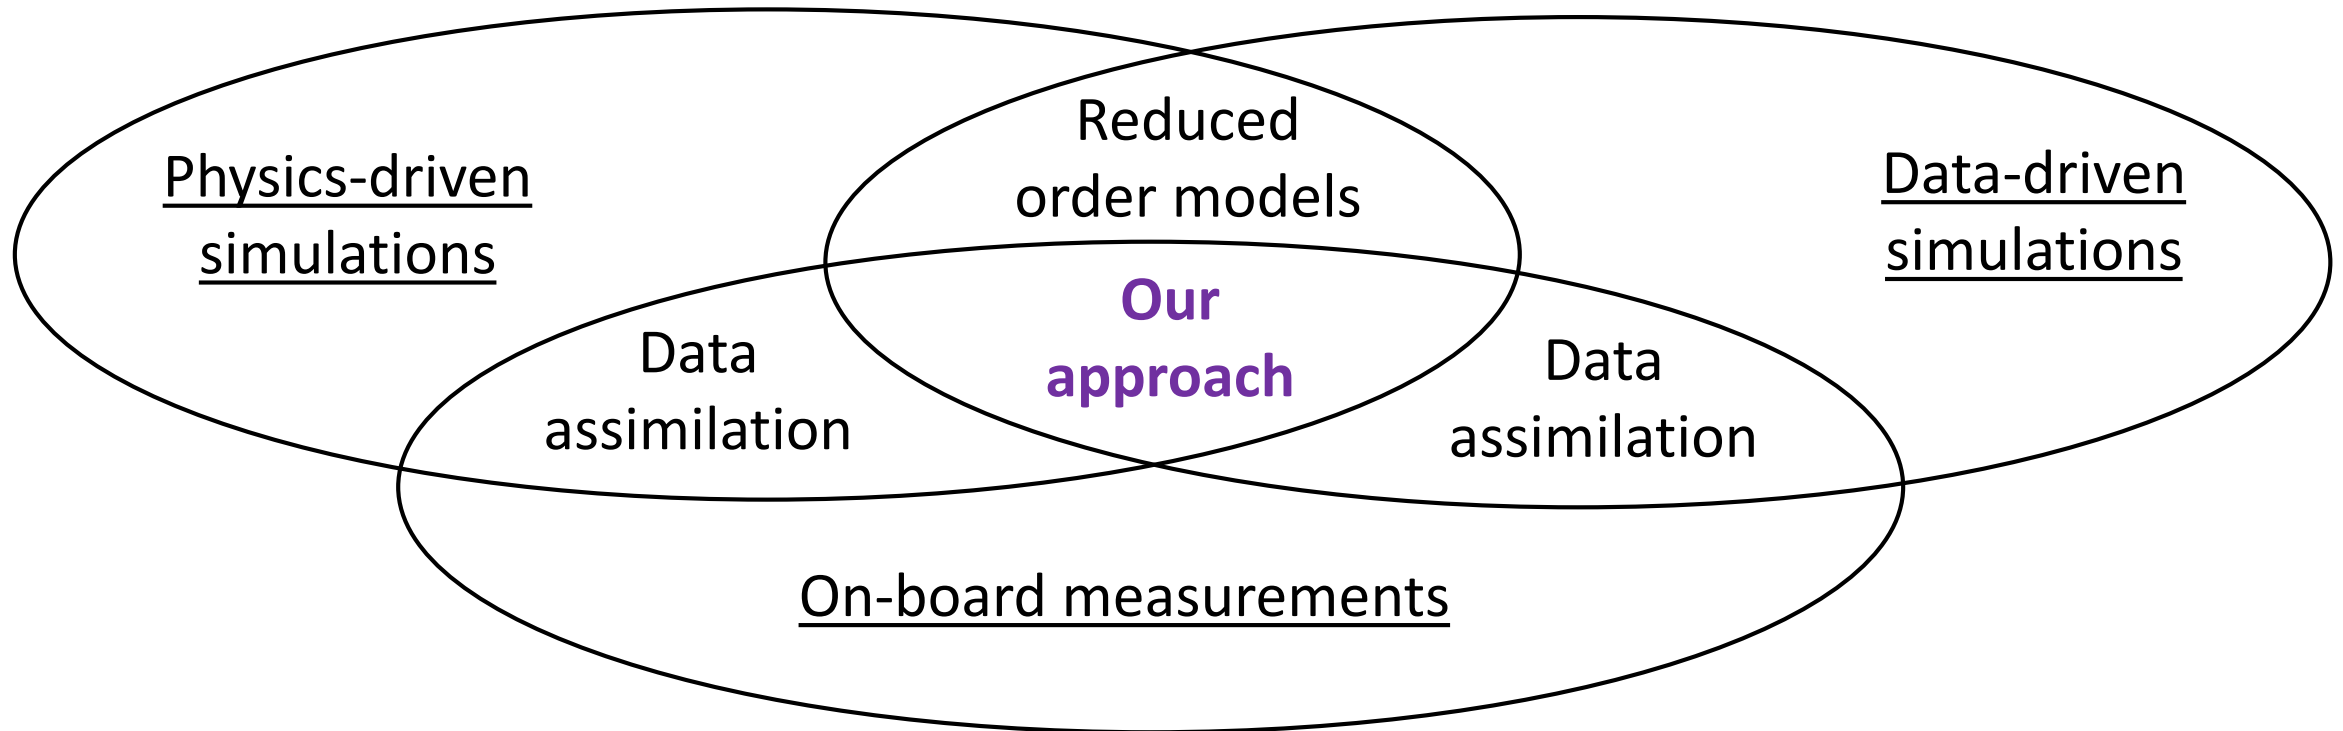 Physics-driven
simulations
Reduced
order models
Data-driven
simulations
Our
approach
Data
assimilation
Data
assimilation
On-board measurements